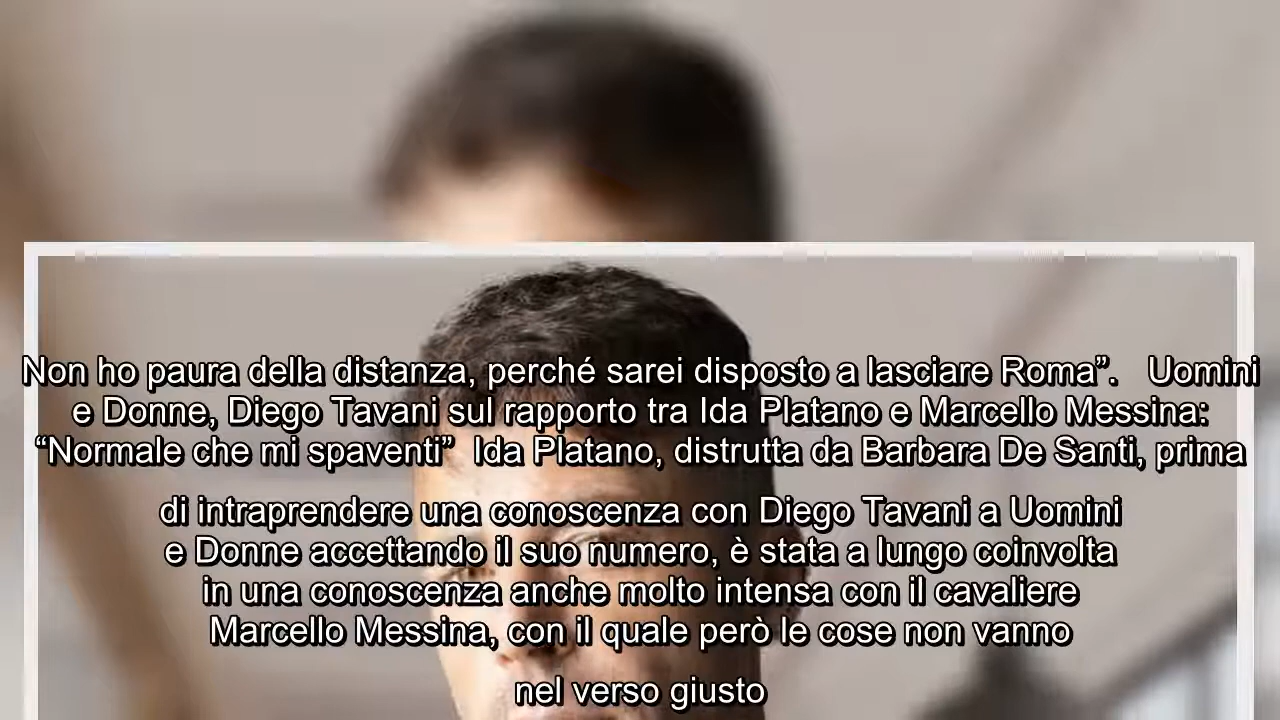 Non ho paura della distanza, perché sarei disposto a lasciare Roma”.   Uomini
e Donne, Diego Tavani sul rapporto tra Ida Platano e Marcello Messina:
“Normale che mi spaventi”  Ida Platano, distrutta da Barbara De Santi, prima
di intraprendere una conoscenza con Diego Tavani a Uomini
e Donne accettando il suo numero, è stata a lungo coinvolta
in una conoscenza anche molto intensa con il cavaliere
Marcello Messina, con il quale però le cose non vanno
nel verso giusto